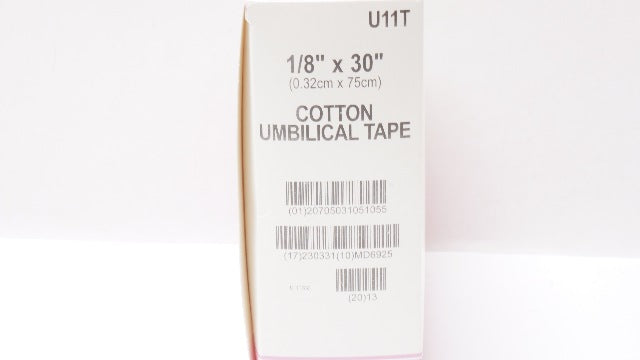 U11T
1/8" x 30"
(0.32cm x 75cm)
COTTON
UMBILICAL TAPE
(01)20705031051055
(17)230331(10)MD6925
(20)13